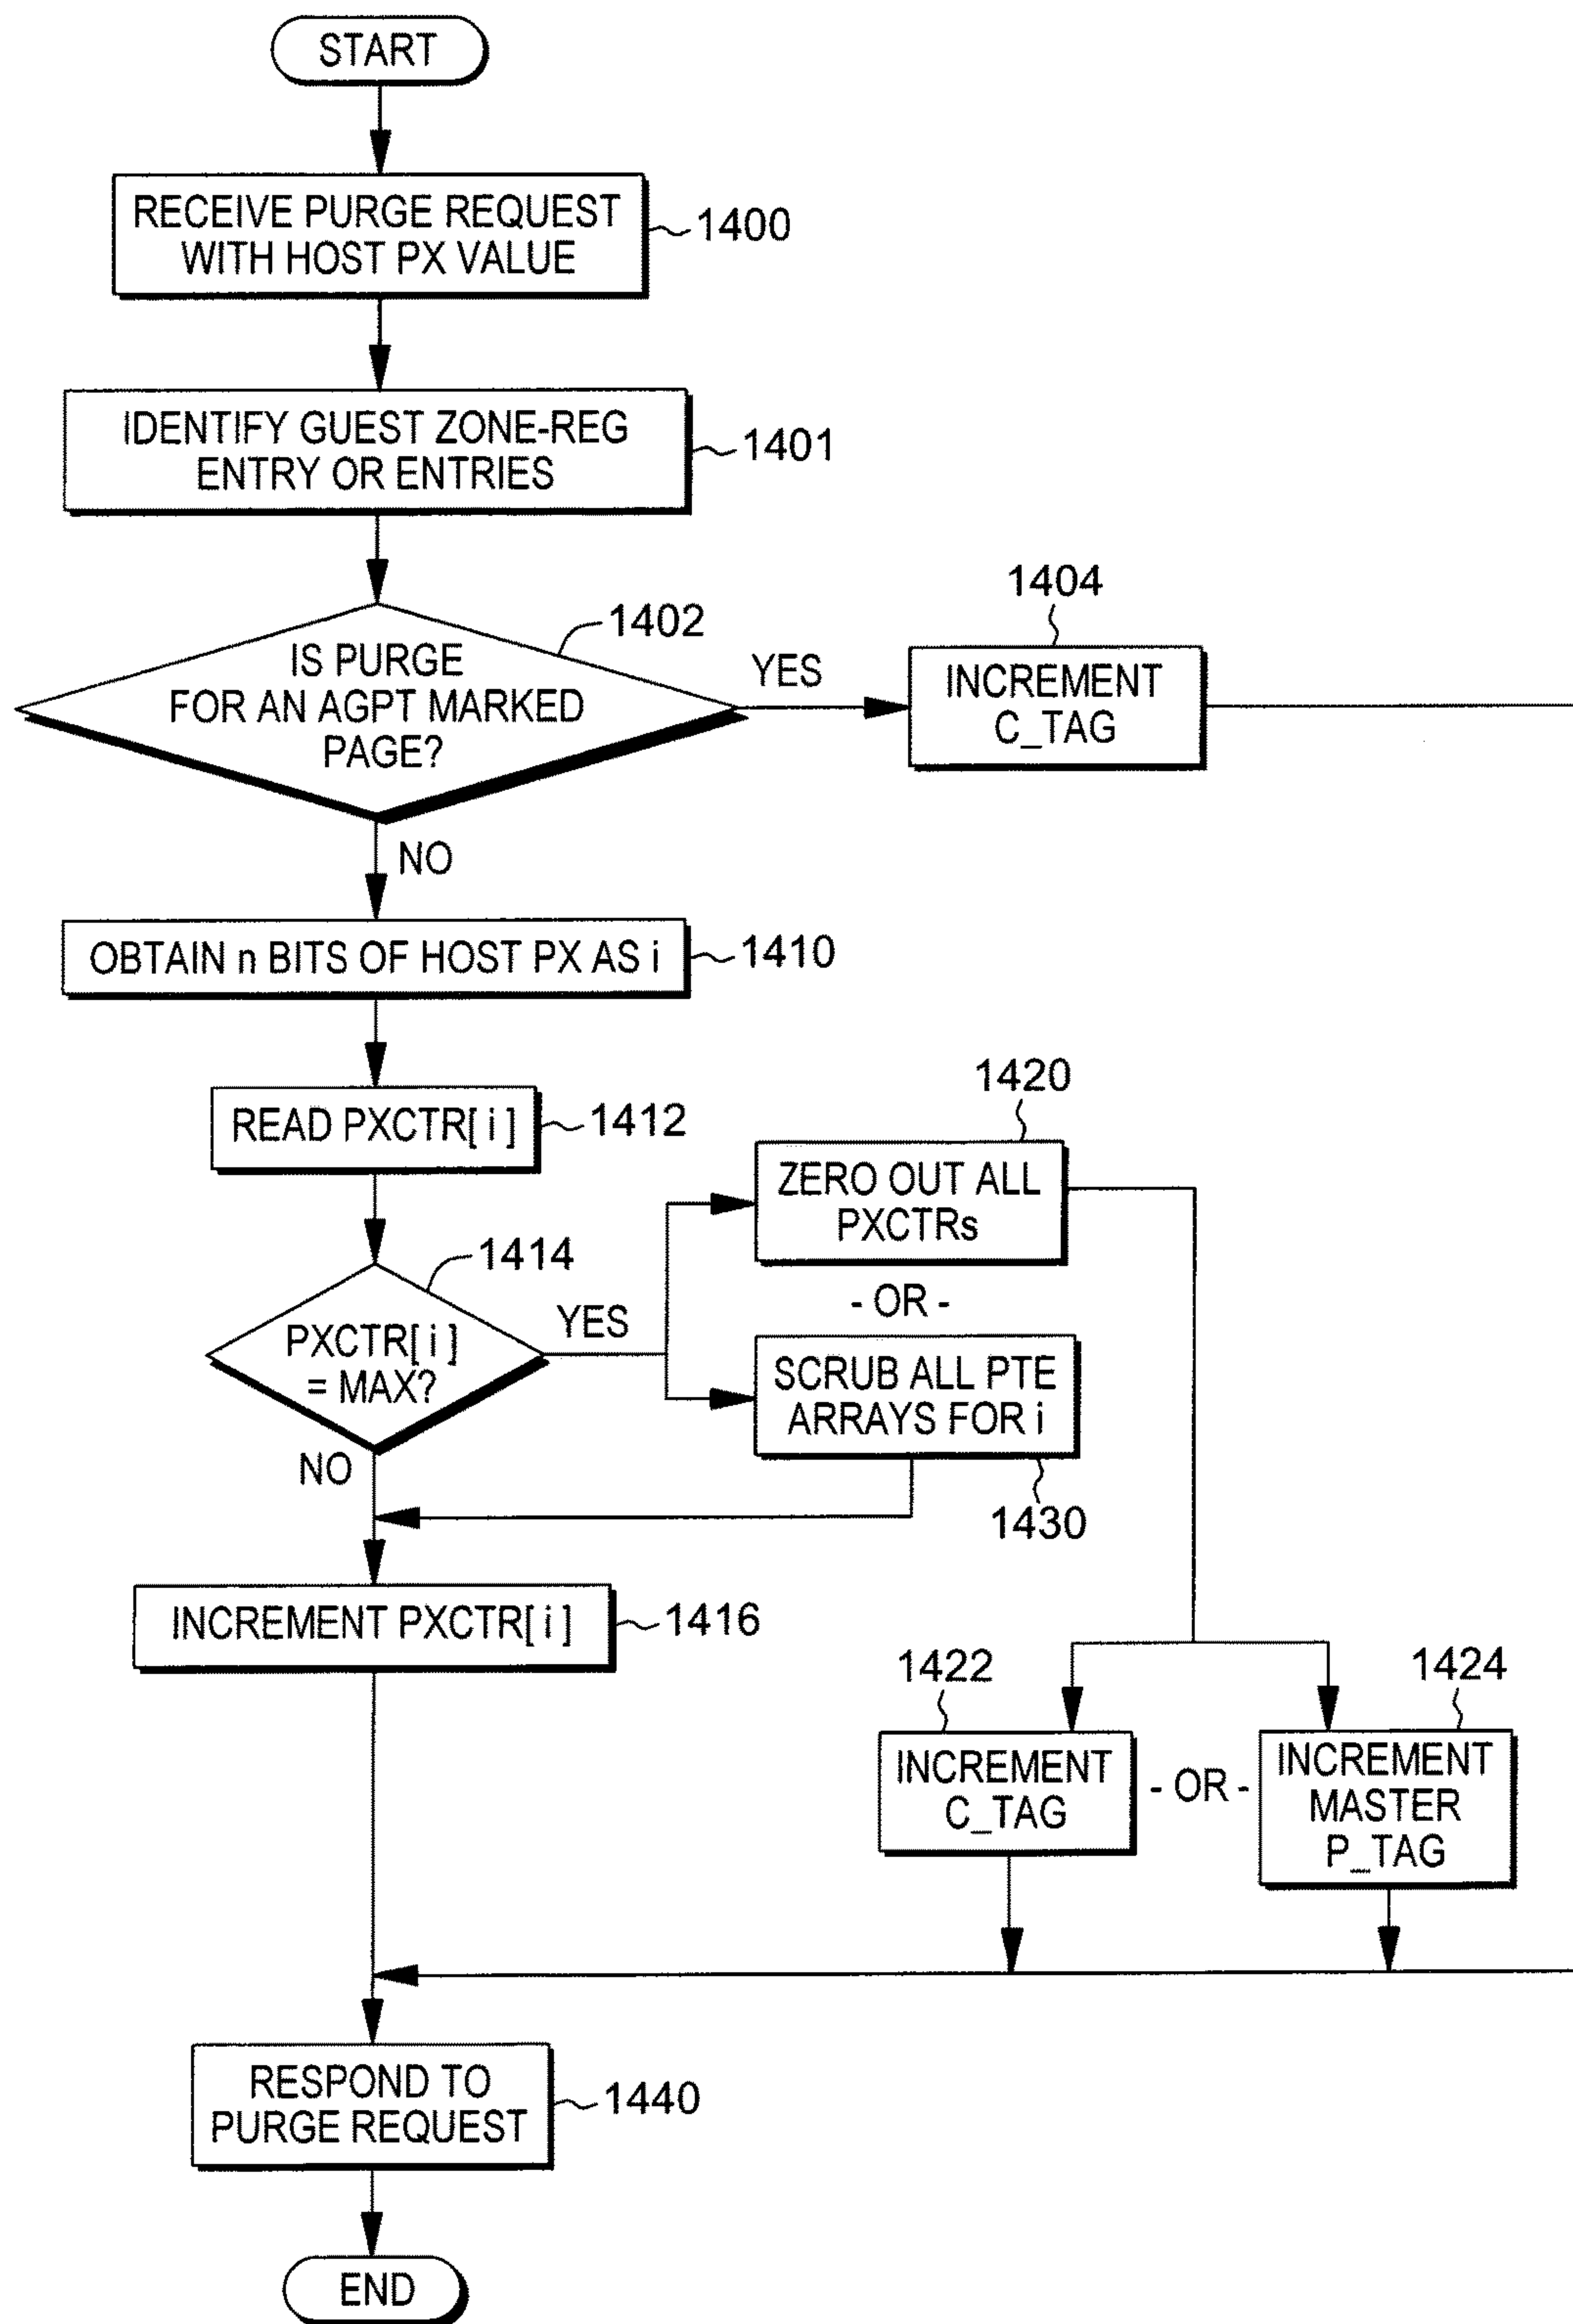 START
RECEIVE PURGE REQUEST
WITH HOST PX VALUE
1400
IDENTIFY GUEST ZONE-REG
ENTRY OR ENTRIES
1401
IS PURGE
FOR AN AGPT MARKED
PAGE?
1402
YES
1404
INCREMENT
C_TAG
NO
OBTAIN n BITS OF HOST PX AS i
1410
READ PXCTR[ i ]
1412
PXCTR[ i ]
= MAX?
1414
YES
1420
ZERO OUT ALL
PXCTRs
- OR -
SCRUB ALL PTE
ARRAYS FOR i
1430
NO
INCREMENT PXCTR[ i ]
1416
1422
INCREMENT
C_TAG
- OR -
1424
INCREMENT
MASTER
P_TAG
RESPOND TO
PURGE REQUEST
1440
END